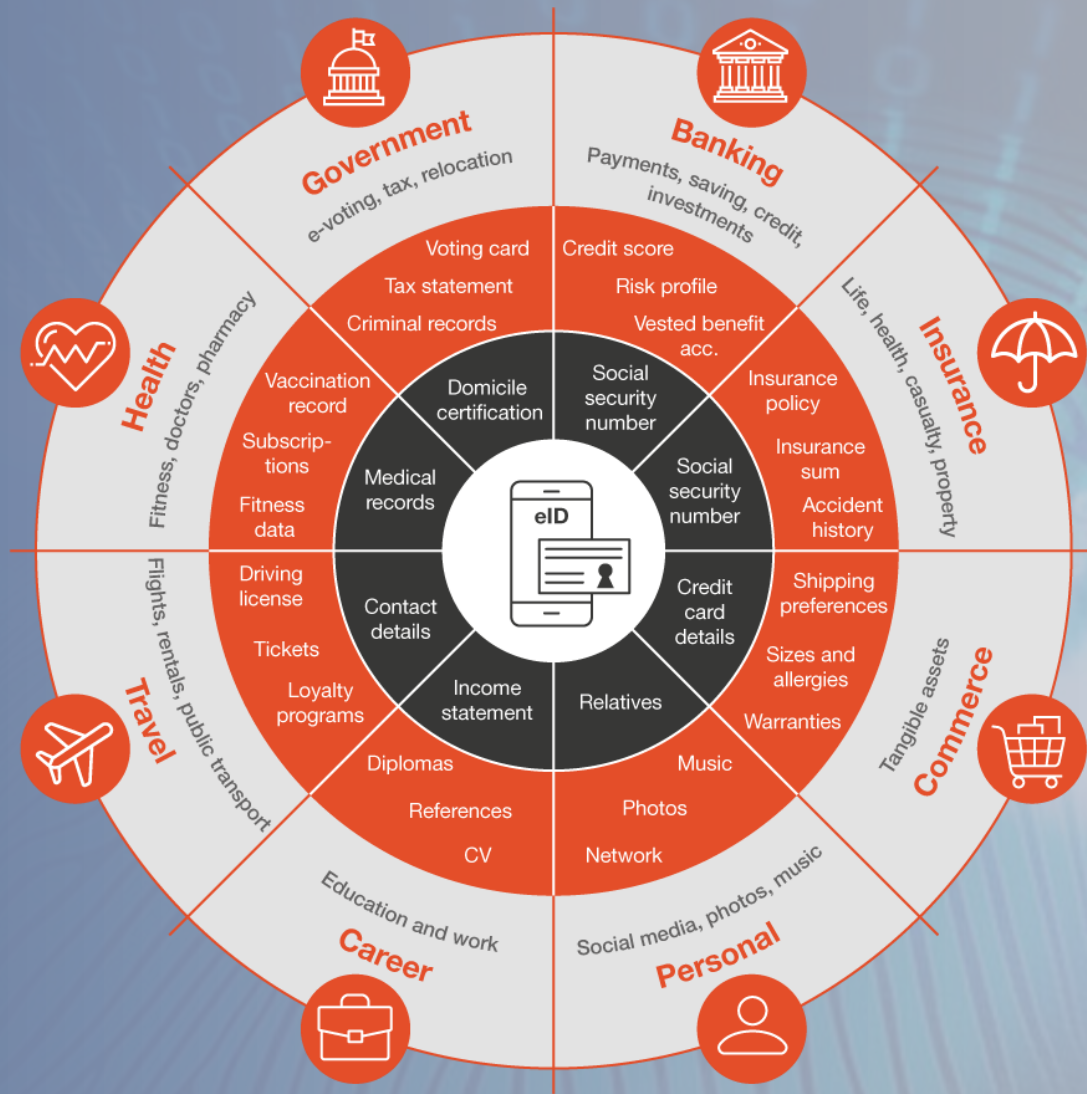 Government
e-voting, tax, relocation
Voting card
Tax statement
Criminal records
Domicile
certification
Banking
Payments, saving, credit,
investments
Credit score
Risk profile
Vested benefit
acc.
Social
security
number
Insurance
Life, health, casualty, property
Insurance
policy
Insurance
sum
Accident
history
Social
security
number
Commerce
Tangible assets
Shipping
preferences
Sizes and
allergies
Warranties
Credit
card
details
Personal
Social media, photos, music
Music
Photos
Network
Relatives
Career
Education and work
Diplomas
References
CV
Income
statement
Travel
Flights, rentals, public transport
Driving
license
Tickets
Loyalty
programs
Contact
details
Health
Fitness, doctors, pharmacy
Vaccination
record
Subscrip-
tions
Fitness
data
Medical
records
eID